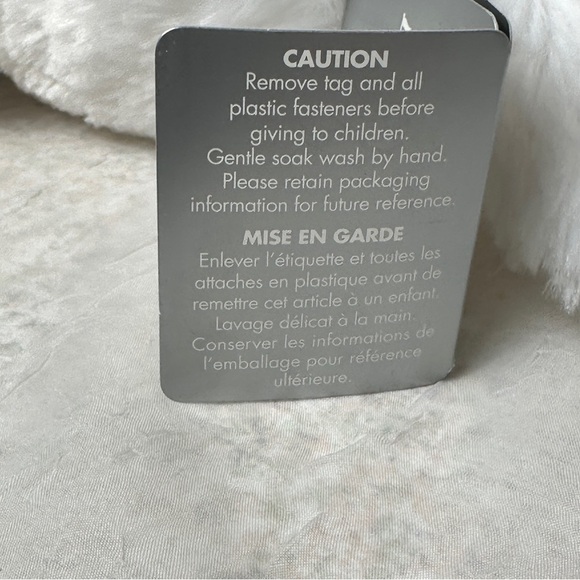 CAUTION
Remove tag and all
plastic fasteners before
giving to children.
Gentle soak wash by hand.
Please retain packaging
information for future reference.
MISE EN GARDE
Enlever l'étiquette et toutes les
attaches en plastique avant de
remettre cet article à un enfant.
Lavage délicat à la main.
Conserver les informations de
l'emballage pour référence
ultérieure.